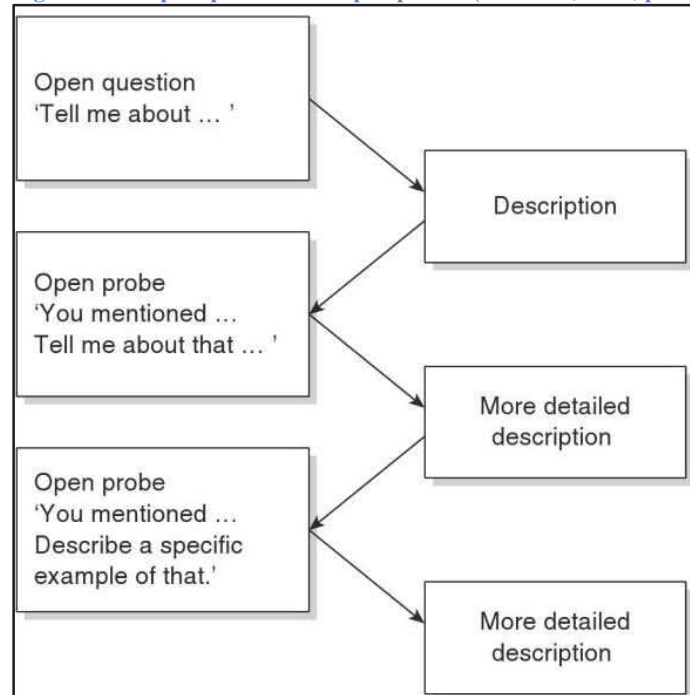 Open question
‘Tell me about … ’
Description
Open probe
‘You mentioned …
Tell me about that … ’
More detailed
description
Open probe
‘You mentioned …
Describe a specific
example of that.’
More detailed
description